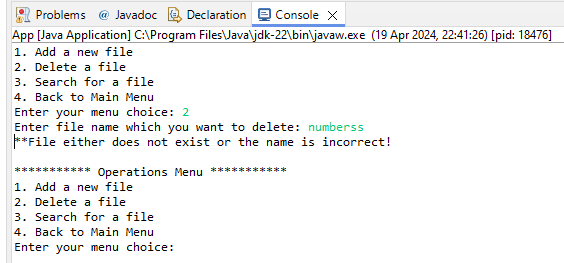 Problems @ Javadoc Declaration Console
App [Java Application] C:\Program Files\Java\jdk-22\bin\javaw.exe (19 Apr 2024, 22:41:26) [pid: 18476]
1. Add a new file
2. Delete a file
3. Search for a file
4. Back to Main Menu
Enter your menu choice: 2
Enter file name which you want to delete: numberss
**File either does not exist or the name is incorrect!
*********** Operations Menu ***********
1. Add a new file
2. Delete a file
3. Search for a file
4. Back to Main Menu
Enter your menu choice: